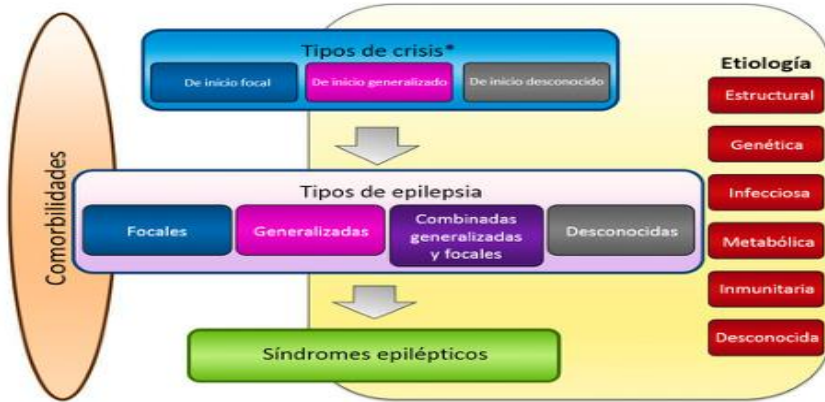 Comorbilidades
Tipos de crisis*
De inicio focal
De inicio generalizado
De inicio desconocido
Tipos de epilepsia
Focales
Generalizadas
Combinadas
generalizadas
y focales
Desconocidas
Síndromes epilépticos
Etiología
Estructural
Genética
Infecciosa
Metabólica
Inmunitaria
Desconocida